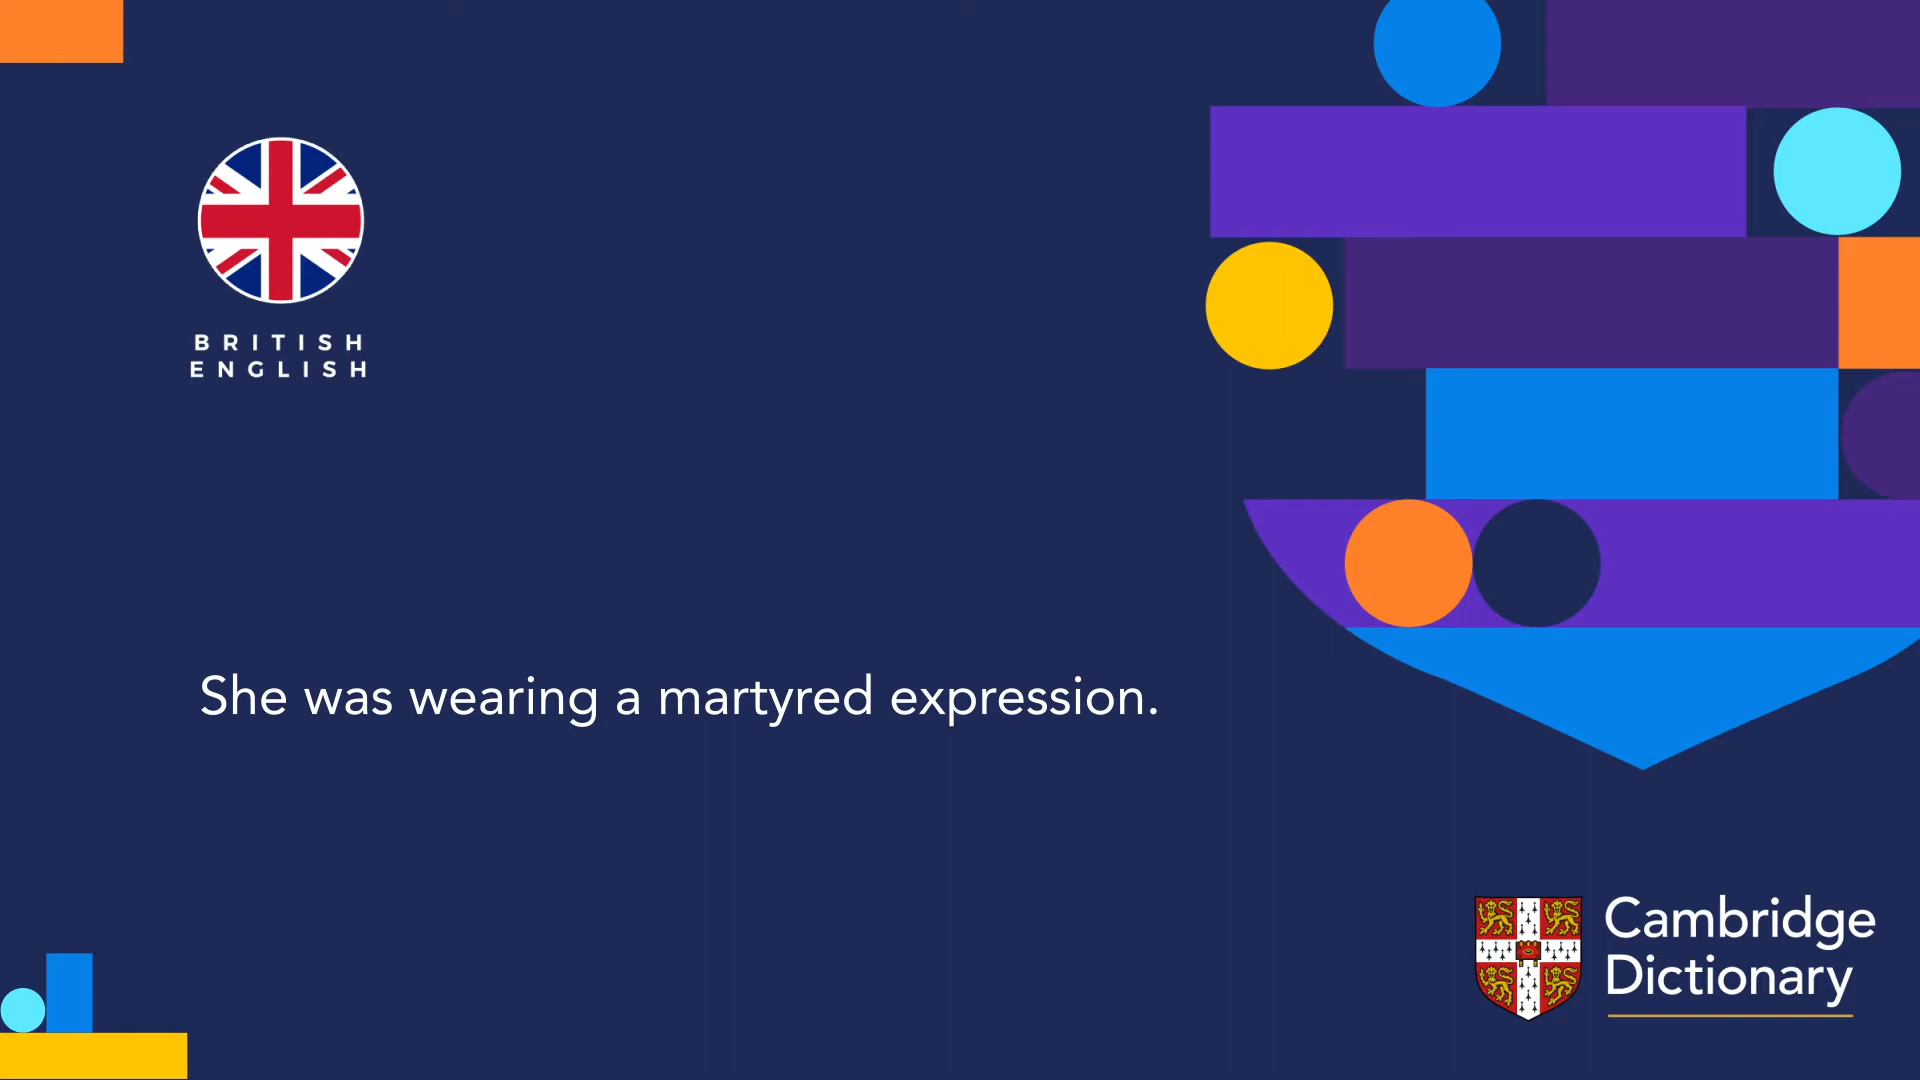 BRITISH
ENGLISH
She was wearing a martyred expression.
Cambridge
Dictionary